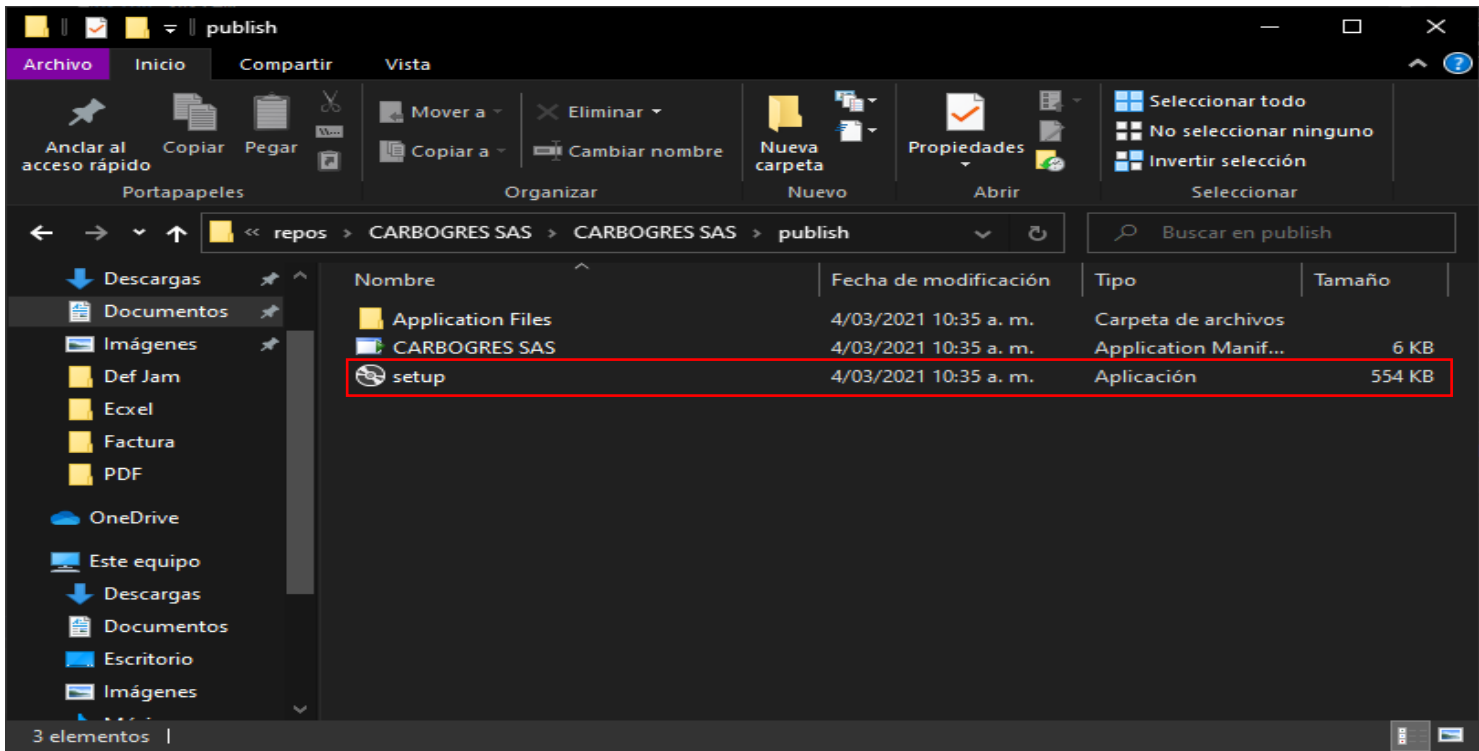 publish
Archivo Inicio Compartir Vista
Anclar al acceso rápido
Copiar
Pegar
Portapapeles
Mover a
Copiar a
Eliminar
Cambiar nombre
Organizar
Nueva carpeta
Nuevo
Propiedades
Abrir
Seleccionar todo
No seleccionar ninguno
Invertir selección
Seleccionar
« repos > CARBOGRES SAS > CARBOGRES SAS > publish
Buscar en publish
Descargas
Documentos
Imágenes
Def Jam
Ecxel
Factura
PDF
OneDrive
Este equipo
Descargas
Documentos
Escritorio
Imágenes
Nombre Fecha de modificación Tipo Tamaño
Application Files 4/03/2021 10:35 a. m. Carpeta de archivos
CARBOGRES SAS 4/03/2021 10:35 a. m. Application Manif... 6 KB
setup 4/03/2021 10:35 a. m. Aplicación 554 KB
3 elementos